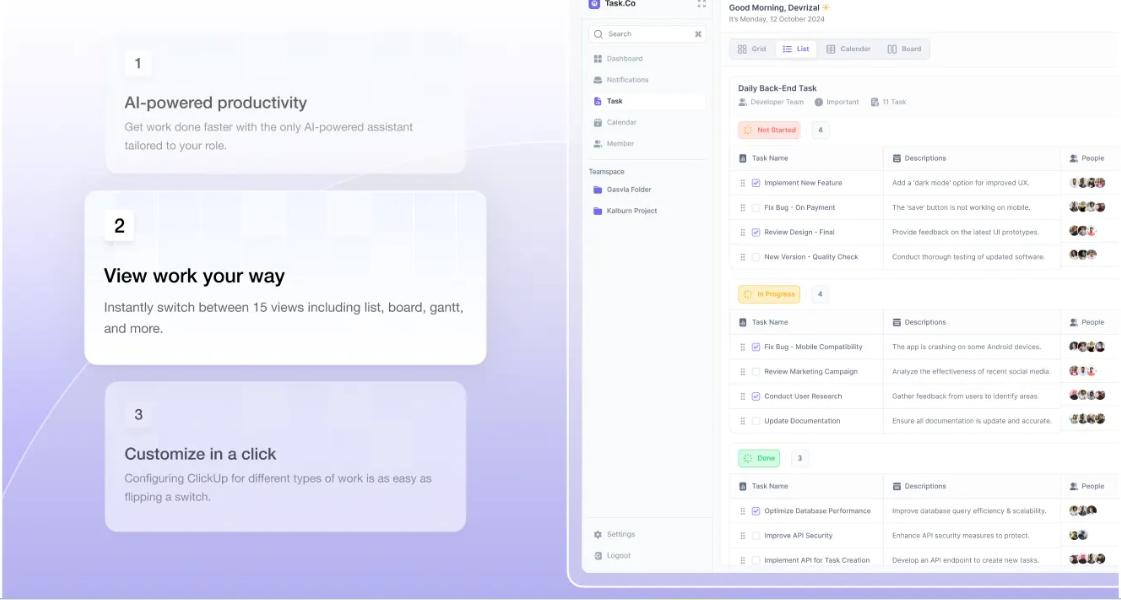 1
AI-powered productivity
Get work done faster with the only AI-powered assistant
tailored to your role.
2
View work your way
Instantly switch between 15 views including list, board, gantt,
and more.
3
Customize in a click
Configuring ClickUp for different types of work is as easy as
flipping a switch.
Task.Co
Search ⌘
Dashboard
Notifications
Task
Calendar
Member
Teamspace
Gasvla Folder
Kalburn Project
Settings
Logout
Good Morning, Devrizal
It's Monday, 12 October 2024
Grid List Calender Board
Daily Back-End Task
Developer Team Important 11 Task
Not Started 4
Task Name Descriptions People
Implement New Feature Add a 'dark mode' option for improved UX.
Fix Bug - On Payment The 'save' button is not working on mobile.
Review Design - Final Provide feedback on the latest UI prototypes.
New Version - Quality Check Conduct thorough testing of updated software.
In Progress 4
Task Name Descriptions People
Fix Bug - Mobile Compatibility The app is crashing on some Android devices.
Review Marketing Campaign Analyze the effectiveness of recent social media.
Conduct User Research Gather feedback from users to identify areas.
Update Documentation Ensure all documentation is update and accurate.
Done 3
Task Name Descriptions People
Optimize Database Performance Improve database query efficiency & scalability.
Improve API Security Enhance API security measures to protect.
Implement API for Task Creation Develop an API endpoint to create new tasks.